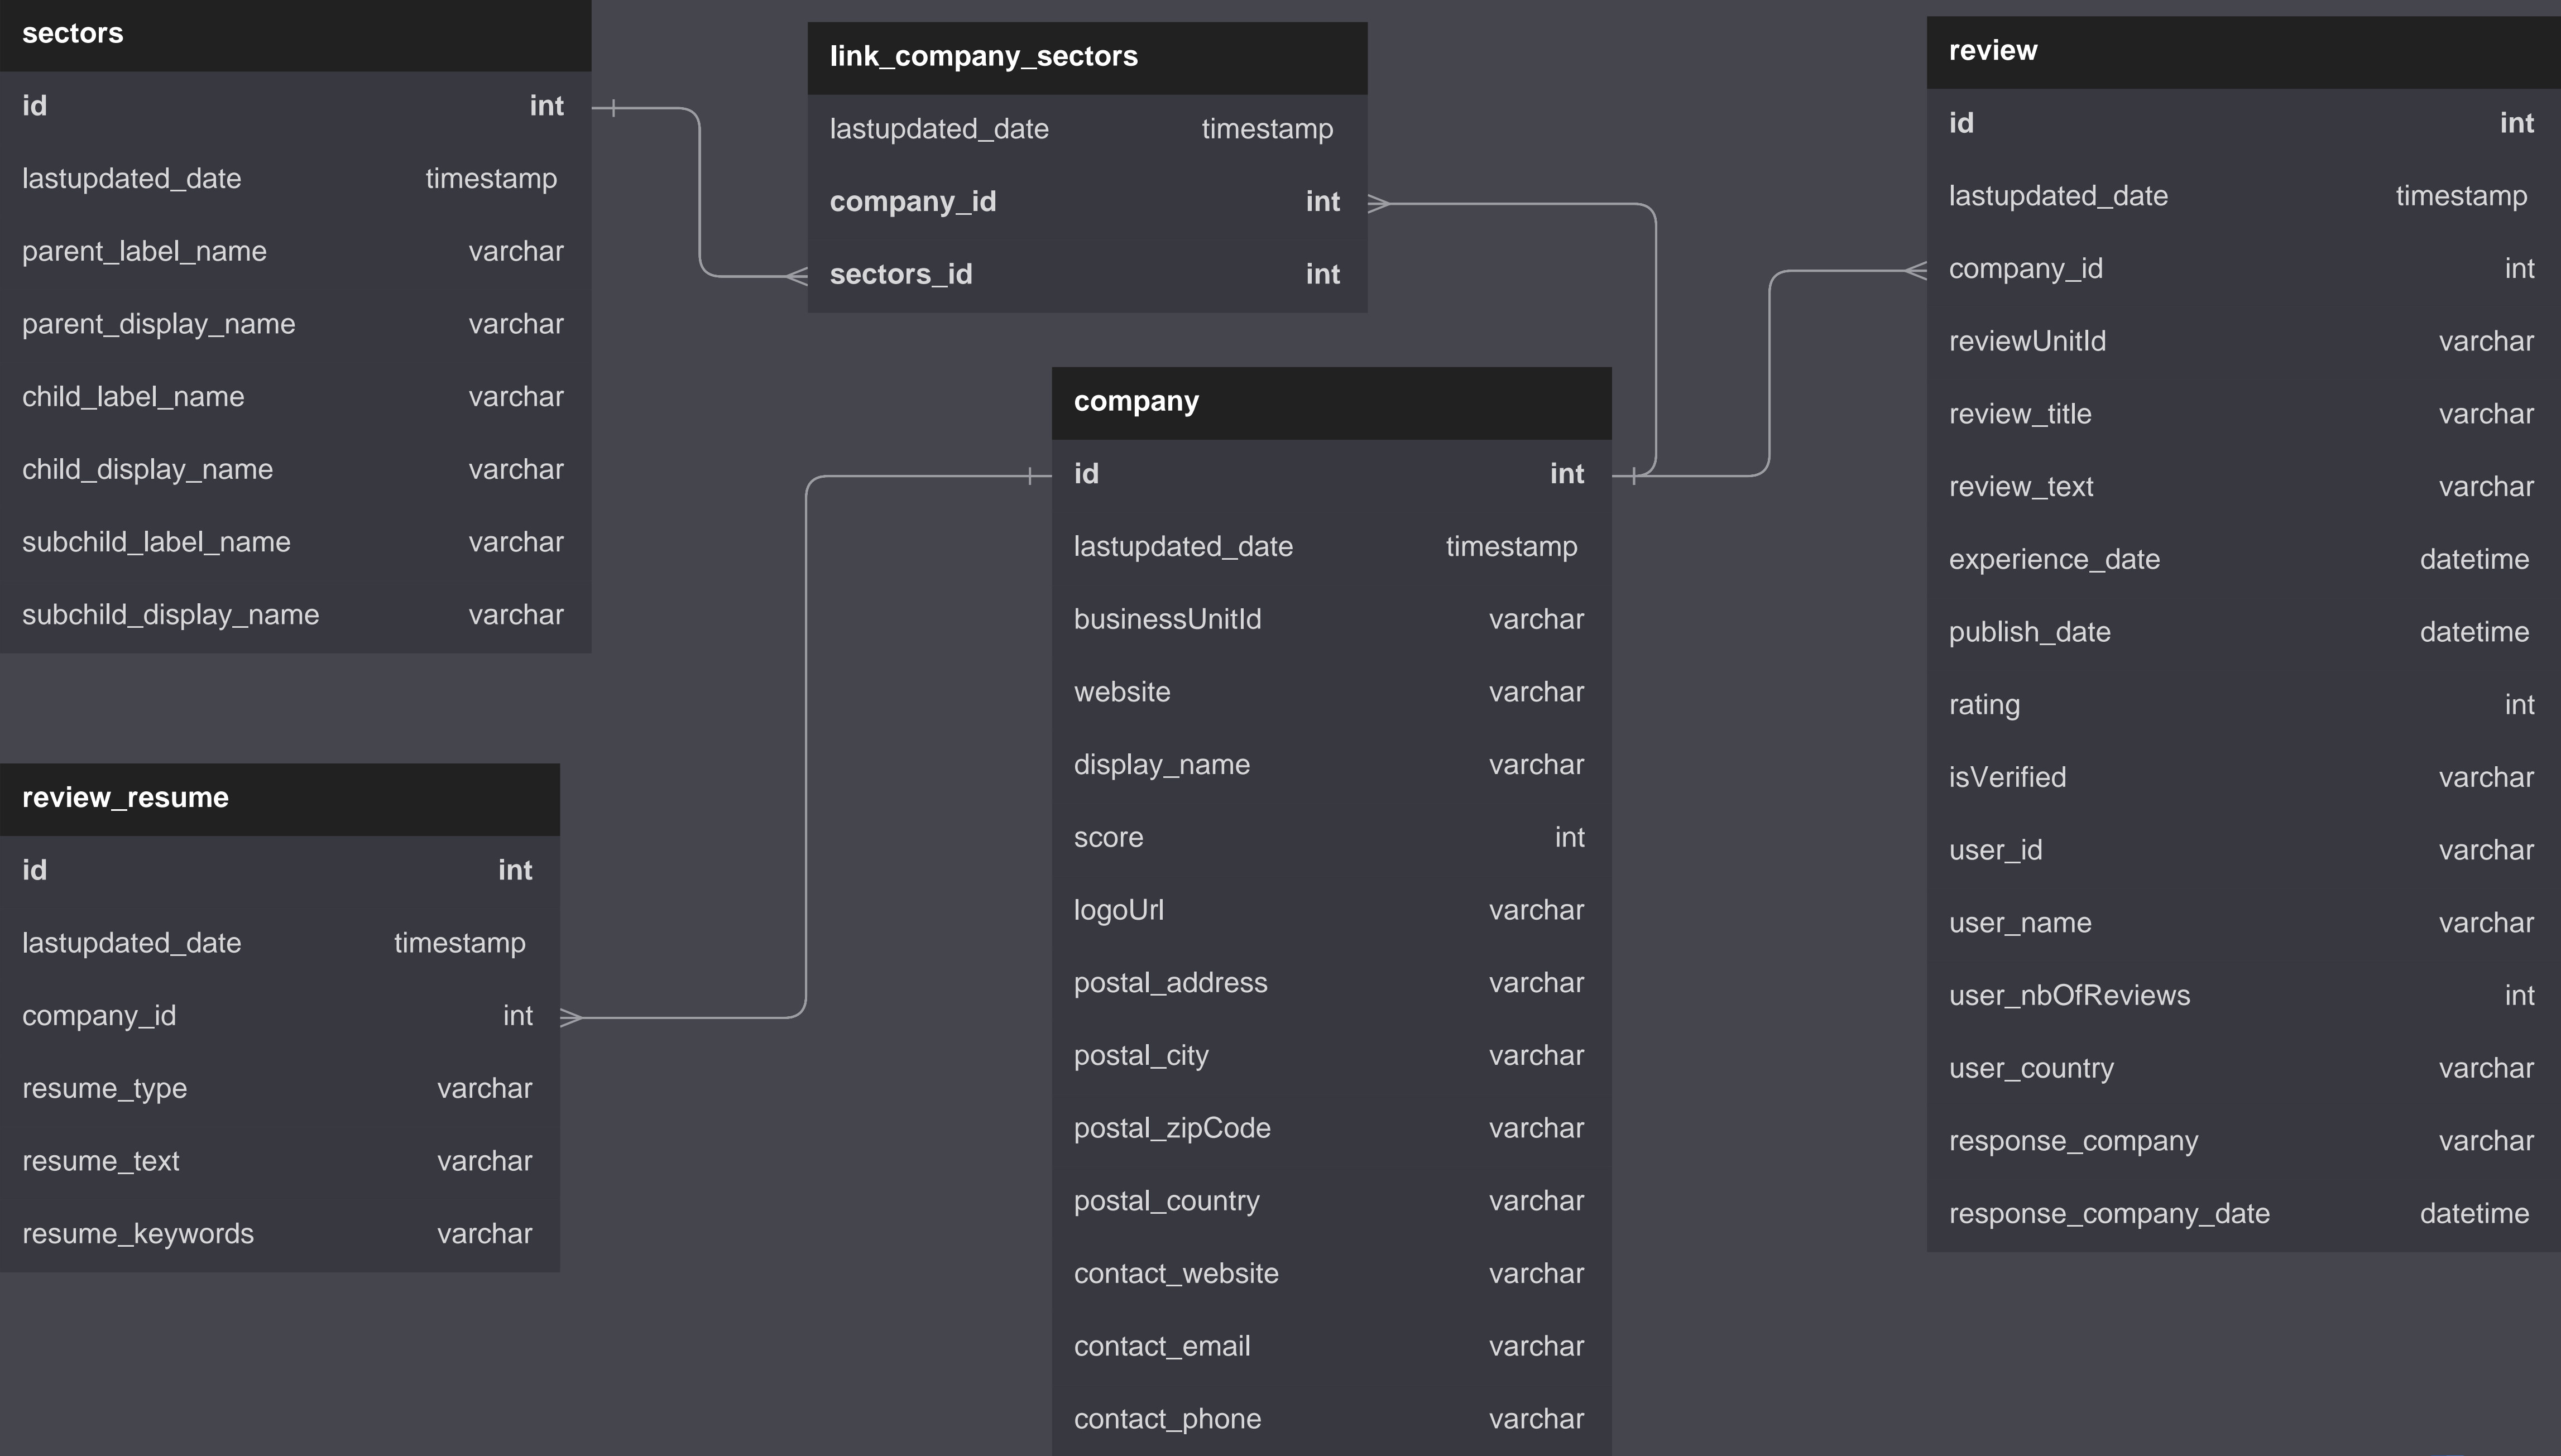 sectors
id int
lastupdated_date timestamp
parent_label_name varchar
parent_display_name varchar
child_label_name varchar
child_display_name varchar
subchild_label_name varchar
subchild_display_name varchar
link_company_sectors
lastupdated_date timestamp
company_id int
sectors_id int
review
id int
lastupdated_date timestamp
company_id int
reviewUnitId varchar
review_title varchar
review_text varchar
experience_date datetime
publish_date datetime
rating int
isVerified varchar
user_id varchar
user_name varchar
user_nbOfReviews int
user_country varchar
response_company varchar
response_company_date datetime
company
id int
lastupdated_date timestamp
businessUnitId varchar
website varchar
display_name varchar
score int
logoUrl varchar
postal_address varchar
postal_city varchar
postal_zipCode varchar
postal_country varchar
contact_website varchar
contact_email varchar
contact_phone varchar
review_resume
id int
lastupdated_date timestamp
company_id int
resume_type varchar
resume_text varchar
resume_keywords varchar